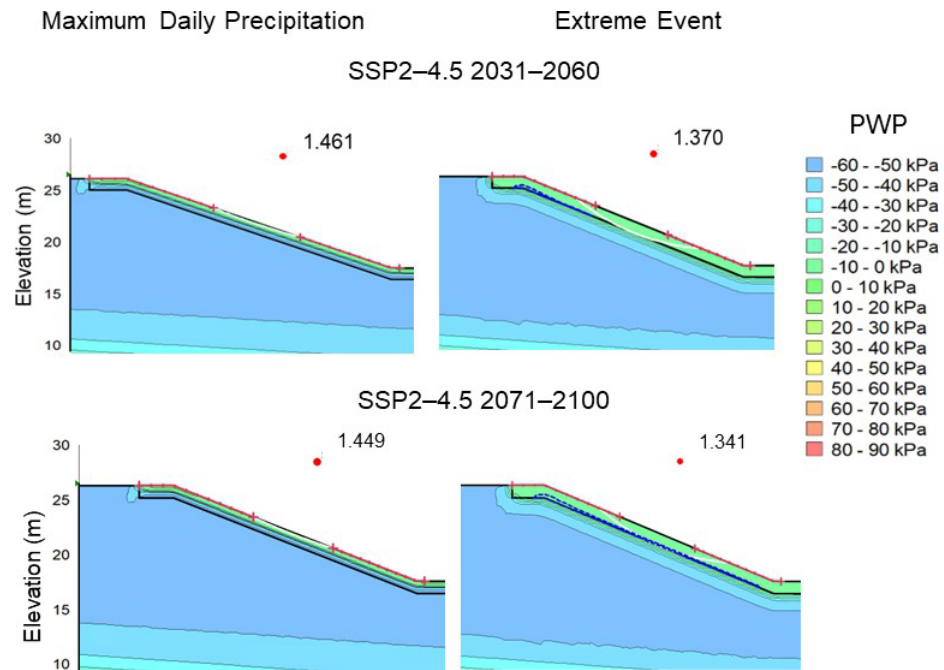 Maximum Daily Precipitation
Extreme Event
SSP2–4.5 2031–2060
PWP
-60 - -50 kPa
-50 - -40 kPa
-40 - -30 kPa
-30 - -20 kPa
-20 - -10 kPa
-10 - 0 kPa
0 - 10 kPa
10 - 20 kPa
20 - 30 kPa
30 - 40 kPa
40 - 50 kPa
50 - 60 kPa
60 - 70 kPa
70 - 80 kPa
80 - 90 kPa
Elevation (m)
30
25
20
15
10
1.461
1.370
SSP2–4.5 2071–2100
Elevation (m)
30
25
20
15
10
1.449
1.341